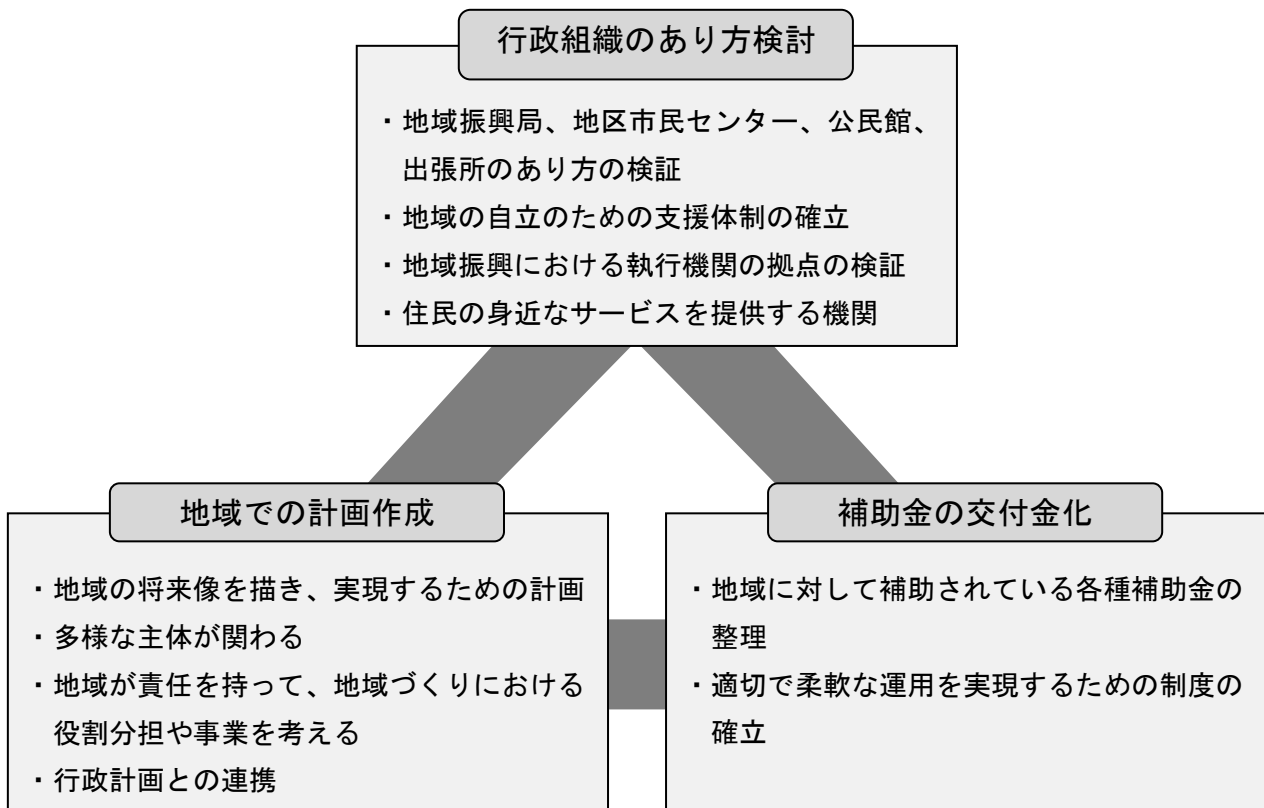 行政組織のあり方検討
・地域振興局、地区市民センター、公民館、
出張所のあり方の検証
・地域の自立のための支援体制の確立
・地域振興における執行機関の拠点の検証
・住民の身近なサービスを提供する機関
地域での計画作成
・地域の将来像を描き、実現するための計画
・多様な主体が関わる
・地域が責任を持って、地域づくりにおける
役割分担や事業を考える
・行政計画との連携
補助金の交付金化
・地域に対して補助されている各種補助金の
整理
・適切で柔軟な運用を実現するための制度の
確立